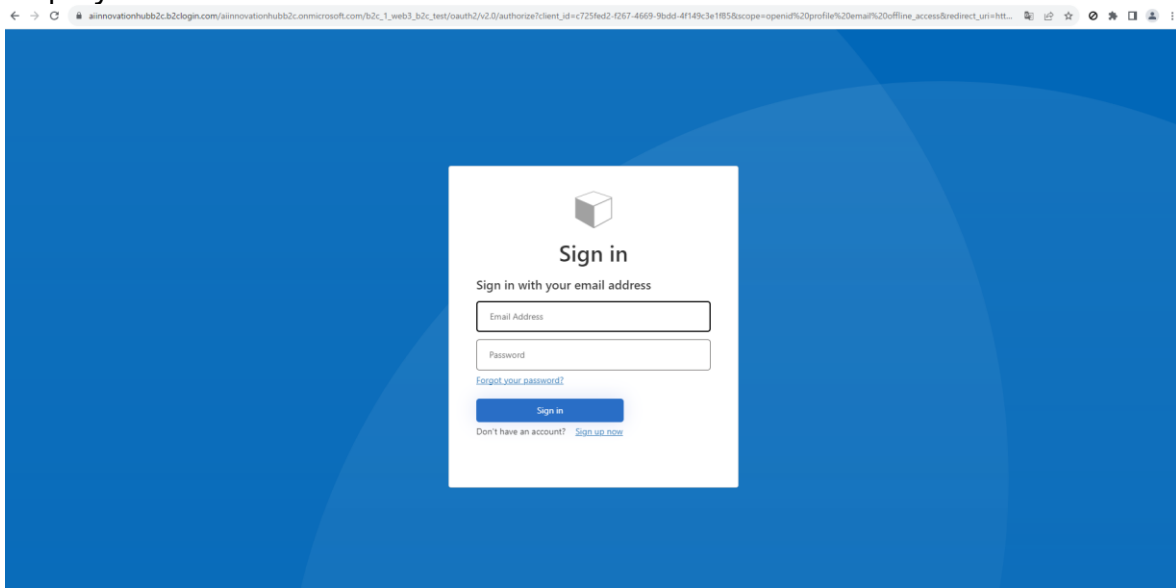 aiinnovationhubb2c.b2clogin.com/aiinnovationhubb2c.onmicrosoft.com/b2c_1_web3_b2c_test/oauth2/v2.0/authorize?client_id=c725fed2-f267-4669-9bdd-4f149c3e1f85&scope=openid%20profile%20email%20offline_access&redirect_uri=htt...
Sign in
Sign in with your email address
Email Address
Password
Forgot your password?
Sign in
Don't have an account? Sign up now